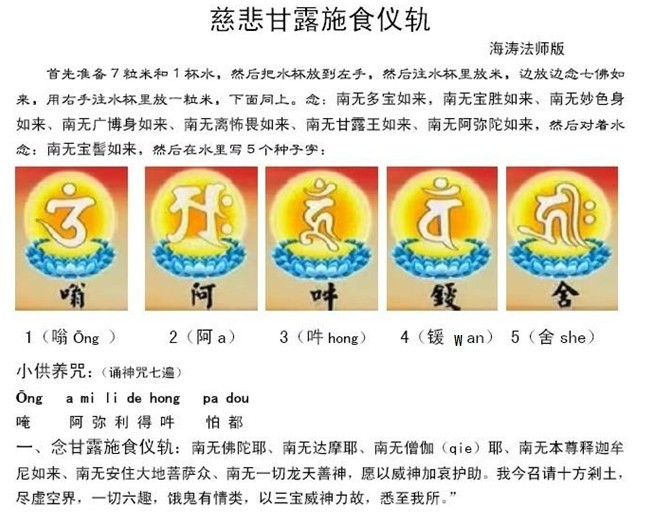 慈悲甘露施食仪轨
海涛法师版
首先准备7粒米和1杯水，然后把水杯放到左手，然后注水杯里放米，边放边念七佛如
来，用右手注水杯里放一粒米，下面同上。念：南无多宝如来，南无宝胜如来、南无妙色身
如来、南无广博身如来、南无离怖畏如来、南无甘露王如来、南无阿弥陀如来，然后对着水
念：南无宝髻如来，然后在水里写5个种子字：
嗡 阿 吽 鍐 舍
1（嗡 Ōng ） 2（阿 a） 3（吽 hong） 4（锾 wan） 5（舍 she）
小供养咒：（诵神咒七遍）
Ōng a mi li de hong pa dou
唵 阿 弥 利 得 吽 怕 都
一、念甘露施食仪轨：南无佛陀耶、南无达摩耶、南无僧伽（qie）耶、南无本尊释迦牟
尼如来、南无安住大地菩萨众、南无一切龙天善神，愿以威神加哀护助。我今召请十方刹土，
尽虚空界，一切六趣，饿鬼有情类，以三宝威神力故，悉至我所。”